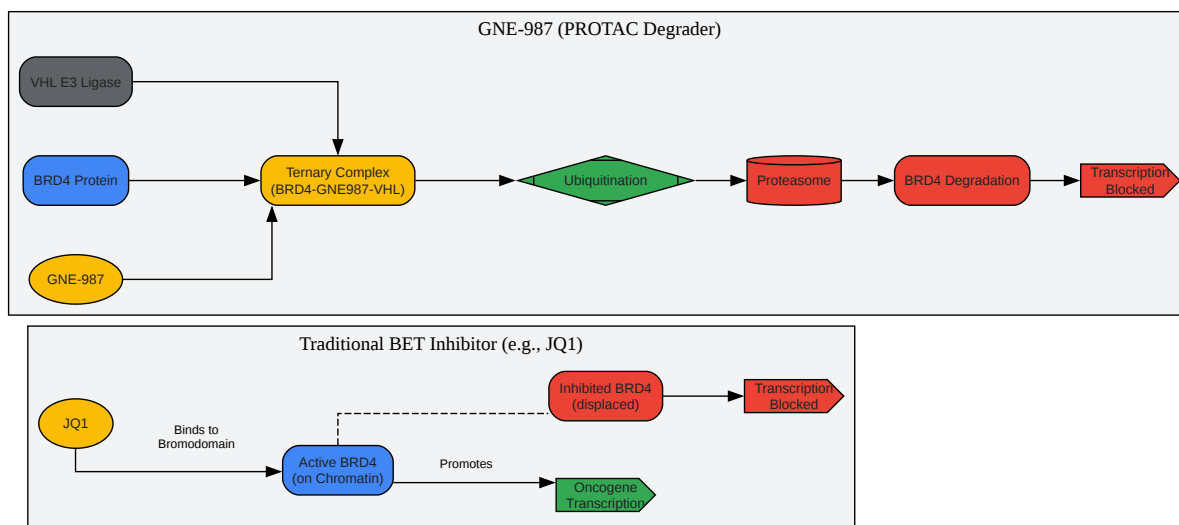 GNE-987 (PROTAC Degrader)
VHL E3 Ligase
BRD4 Protein
GNE-987
Ternary Complex
(BRD4-GNE987-VHL)
Ubiquitination
Proteasome
BRD4 Degradation
Transcription
Blocked
Traditional BET Inhibitor (e.g., JQ1)
JQ1
Binds to
Bromodomain
Active BRD4
(on Chromatin)
Inhibited BRD4
(displaced)
Transcription
Blocked
Promotes
Oncogene
Transcription